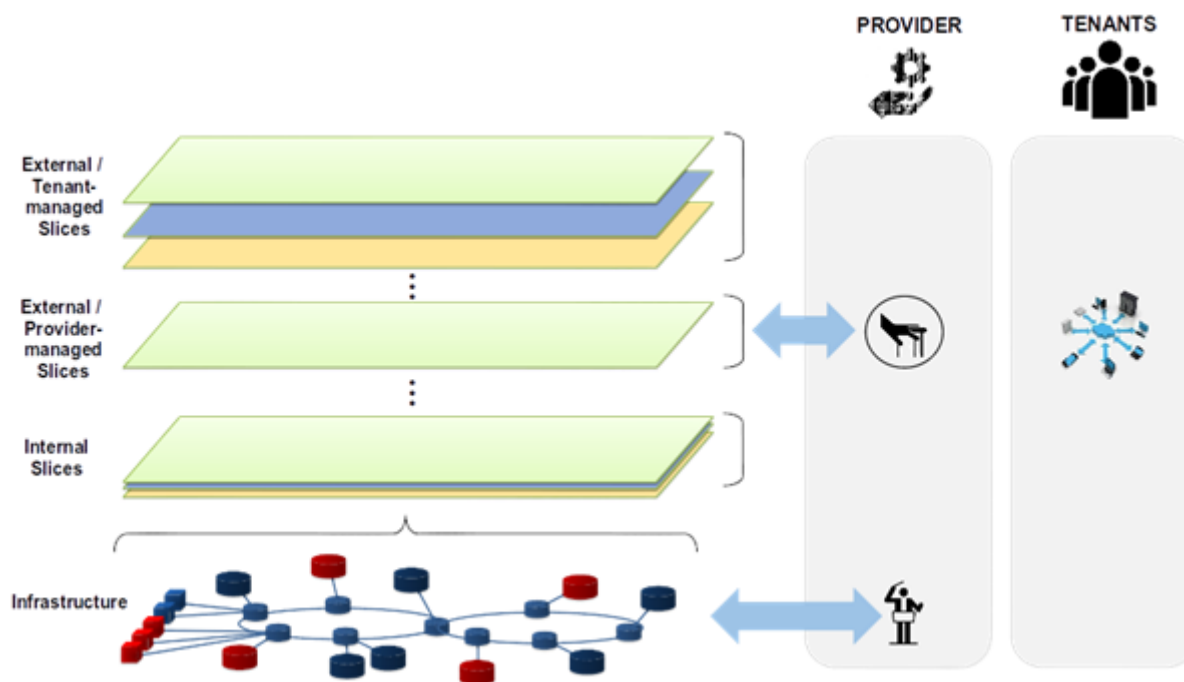 PROVIDER
TENANTS
External /
Tenant-
managed
Slices
External /
Provider-
managed
Slices
Internal
Slices
Infrastructure